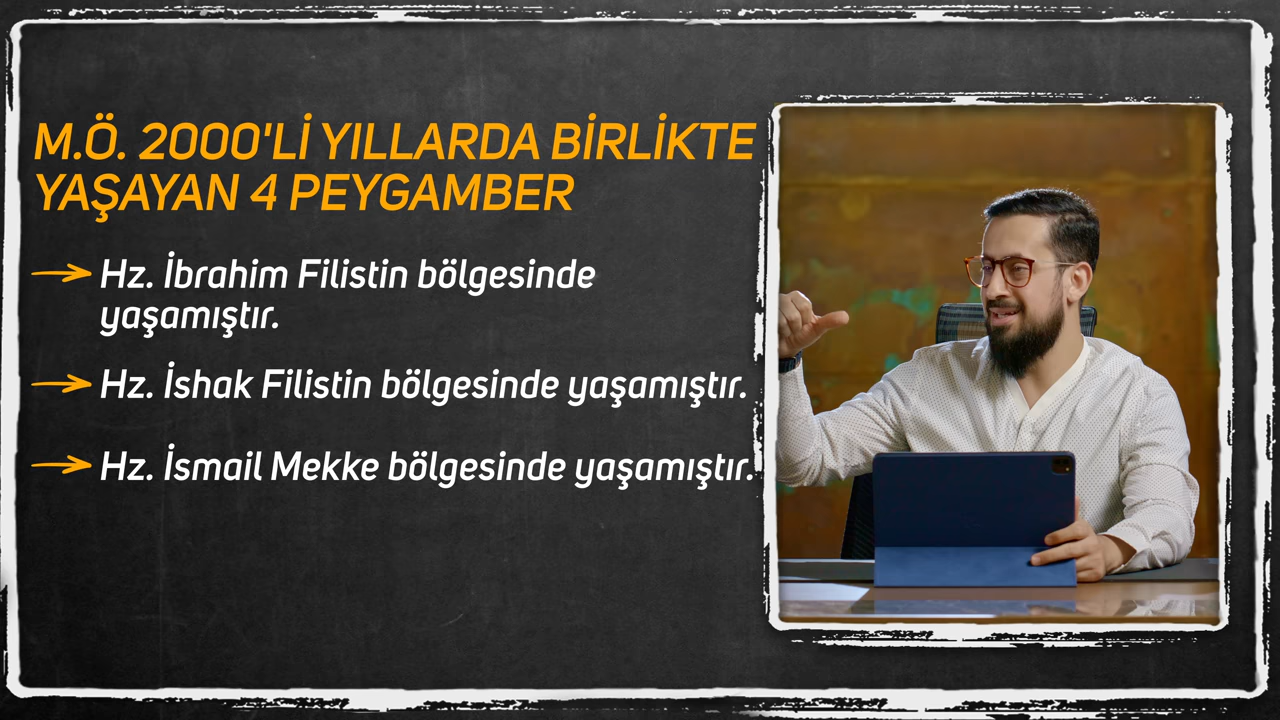 M.Ö. 2000'Lİ YILLARDA BİRLİKTE
YAŞAYAN 4 PEYGAMBER
Hz. İbrahim Filistin bölgesinde
yaşamıştır.
Hz. İshak Filistin bölgesinde yaşamıştır.
Hz. İsmail Mekke bölgesinde yaşamıştır.